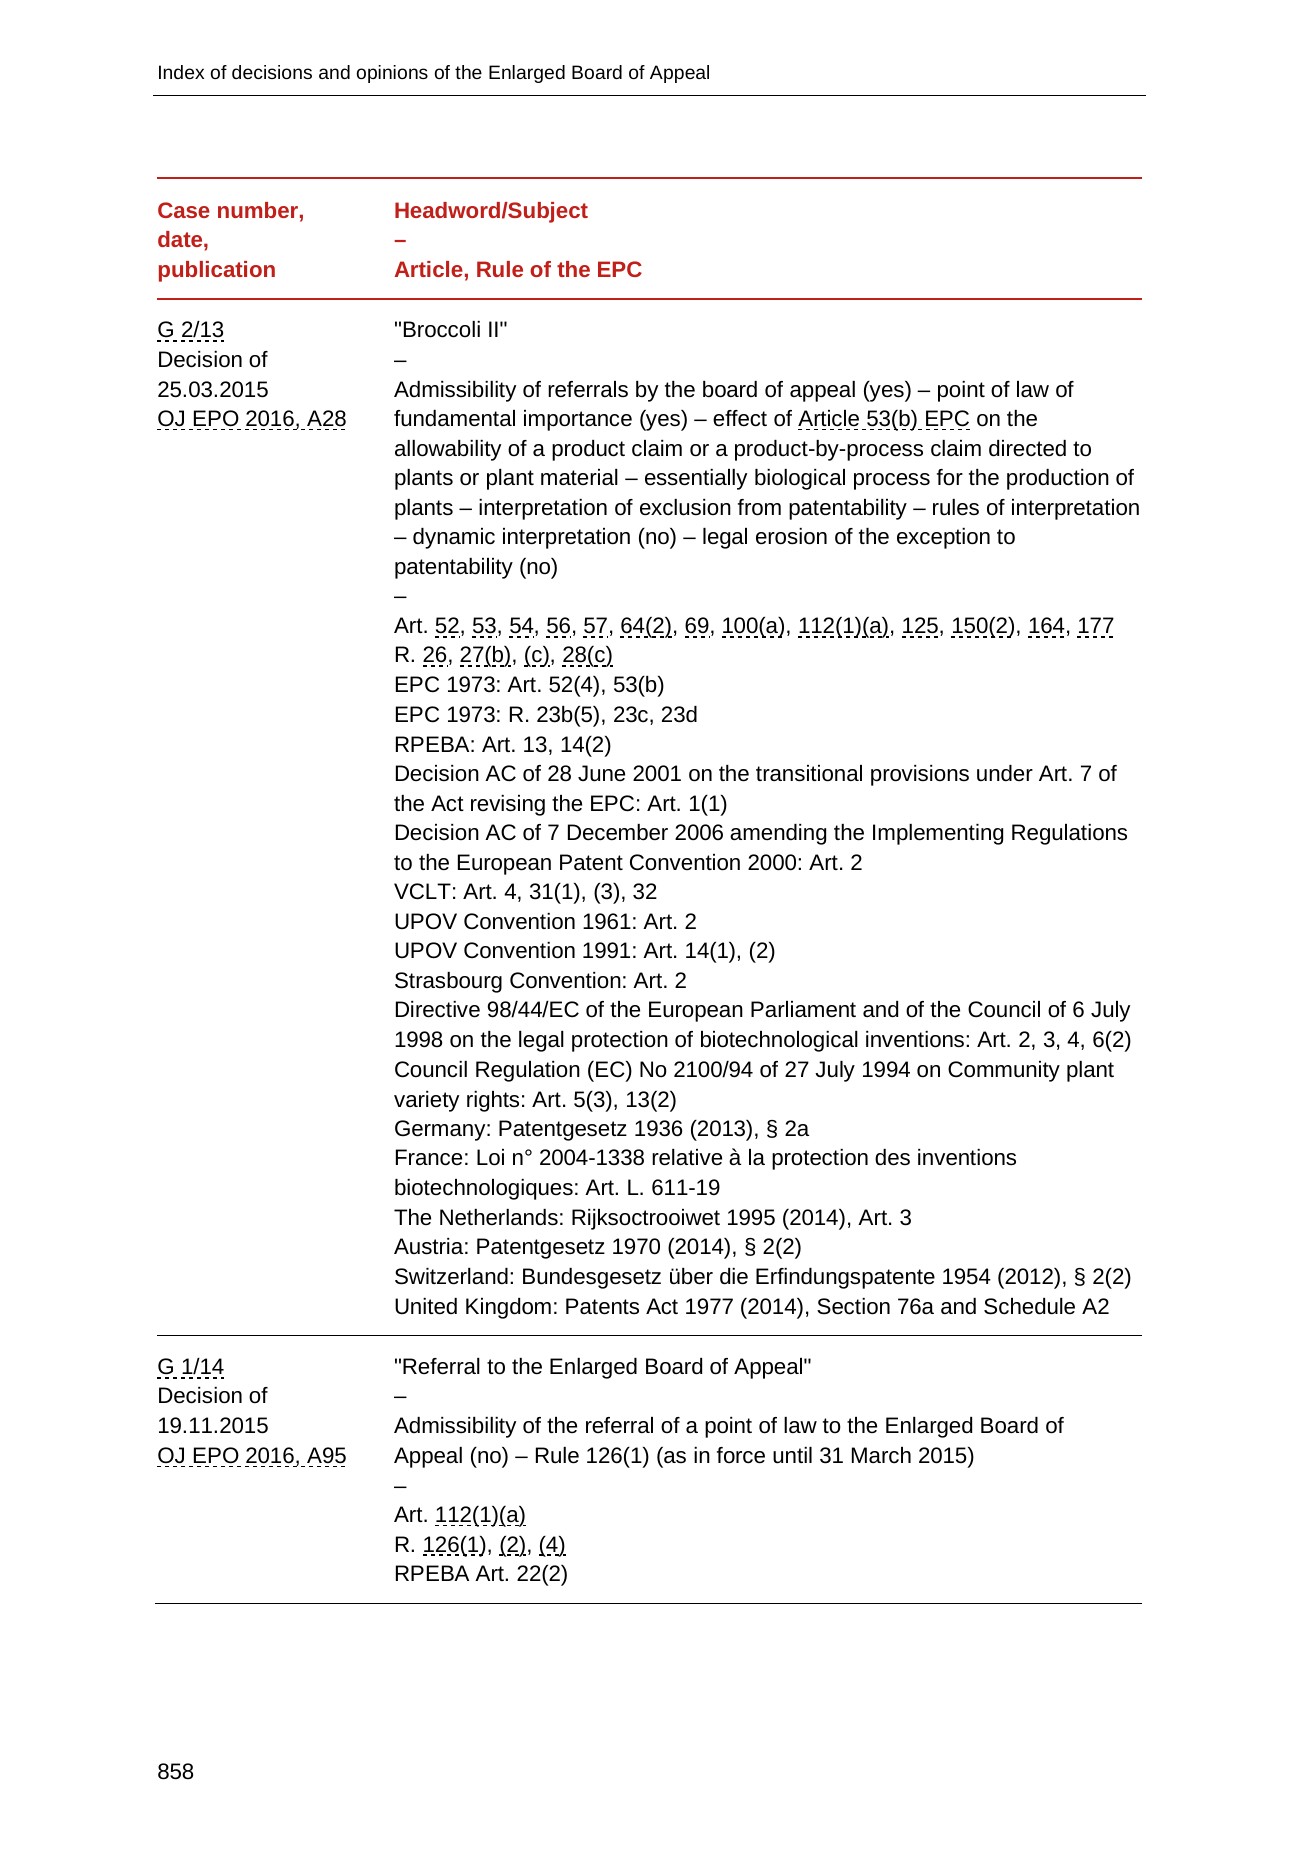 Index of decisions and opinions of the Enlarged Board of Appeal
Case number,
date,
publication
Headword/Subject
–
Article, Rule of the EPC
G 2/13
Decision of
25.03.2015
OJ EPO 2016, A28
"Broccoli II"
–
Admissibility of referrals by the board of appeal (yes) – point of law of
fundamental importance (yes) – effect of Article 53(b) EPC on the
allowability of a product claim or a product-by-process claim directed to
plants or plant material – essentially biological process for the production of
plants – interpretation of exclusion from patentability – rules of interpretation
– dynamic interpretation (no) – legal erosion of the exception to
patentability (no)
–
Art. 52, 53, 54, 56, 57, 64(2), 69, 100(a), 112(1)(a), 125, 150(2), 164, 177
R. 26, 27(b), (c), 28(c)
EPC 1973: Art. 52(4), 53(b)
EPC 1973: R. 23b(5), 23c, 23d
RPEBA: Art. 13, 14(2)
Decision AC of 28 June 2001 on the transitional provisions under Art. 7 of
the Act revising the EPC: Art. 1(1)
Decision AC of 7 December 2006 amending the Implementing Regulations
to the European Patent Convention 2000: Art. 2
VCLT: Art. 4, 31(1), (3), 32
UPOV Convention 1961: Art. 2
UPOV Convention 1991: Art. 14(1), (2)
Strasbourg Convention: Art. 2
Directive 98/44/EC of the European Parliament and of the Council of 6 July
1998 on the legal protection of biotechnological inventions: Art. 2, 3, 4, 6(2)
Council Regulation (EC) No 2100/94 of 27 July 1994 on Community plant
variety rights: Art. 5(3), 13(2)
Germany: Patentgesetz 1936 (2013), § 2a
France: Loi n° 2004-1338 relative à la protection des inventions
biotechnologiques: Art. L. 611-19
The Netherlands: Rijksoctrooiwet 1995 (2014), Art. 3
Austria: Patentgesetz 1970 (2014), § 2(2)
Switzerland: Bundesgesetz über die Erfindungspatente 1954 (2012), § 2(2)
United Kingdom: Patents Act 1977 (2014), Section 76a and Schedule A2
G 1/14
Decision of
19.11.2015
OJ EPO 2016, A95
"Referral to the Enlarged Board of Appeal"
–
Admissibility of the referral of a point of law to the Enlarged Board of
Appeal (no) – Rule 126(1) (as in force until 31 March 2015)
–
Art. 112(1)(a)
R. 126(1), (2), (4)
RPEBA Art. 22(2)
858